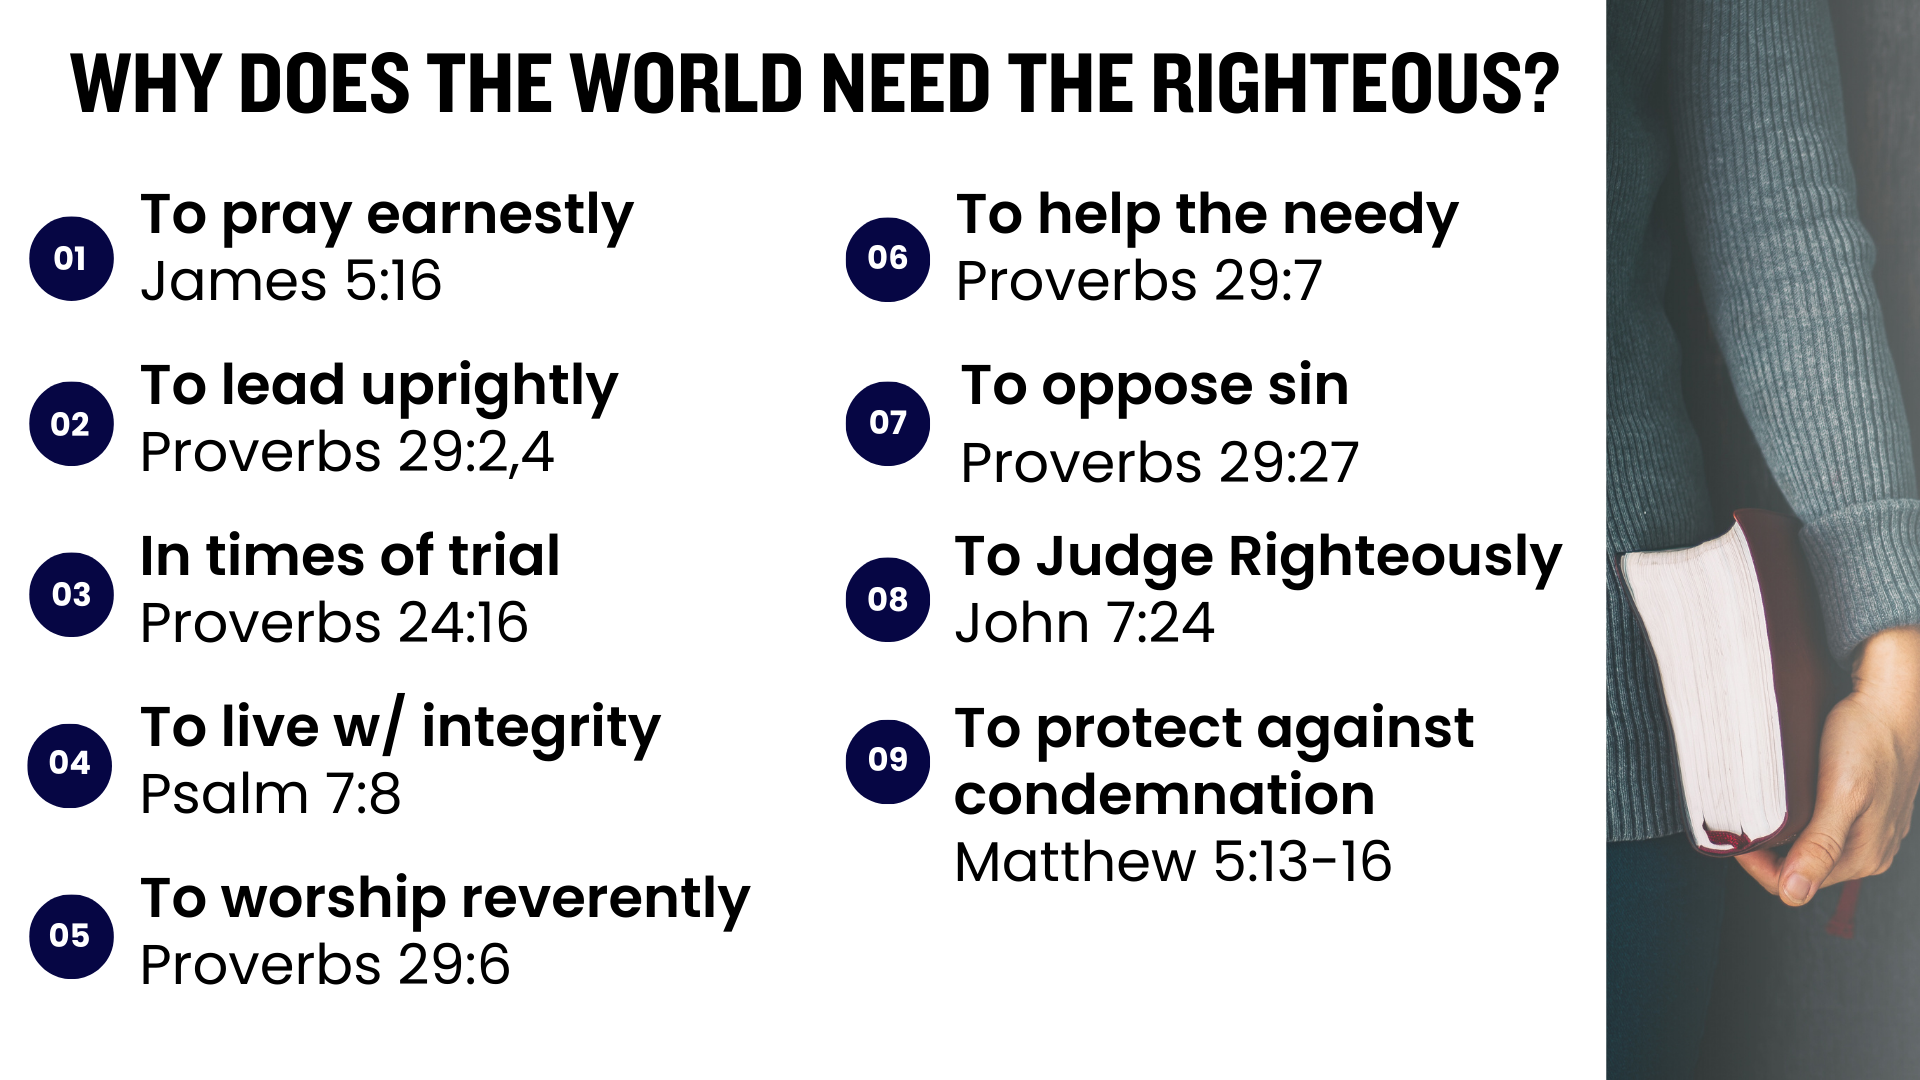 WHY DOES THE WORLD NEED THE RIGHTEOUS?
01
To pray earnestly
James 5:16
02
To lead uprightly
Proverbs 29:2,4
03
In times of trial
Proverbs 24:16
04
To live w/ integrity
Psalm 7:8
05
To worship reverently
Proverbs 29:6
06
To help the needy
Proverbs 29:7
07
To oppose sin
Proverbs 29:27
08
To Judge Righteously
John 7:24
09
To protect against
condemnation
Matthew 5:13-16